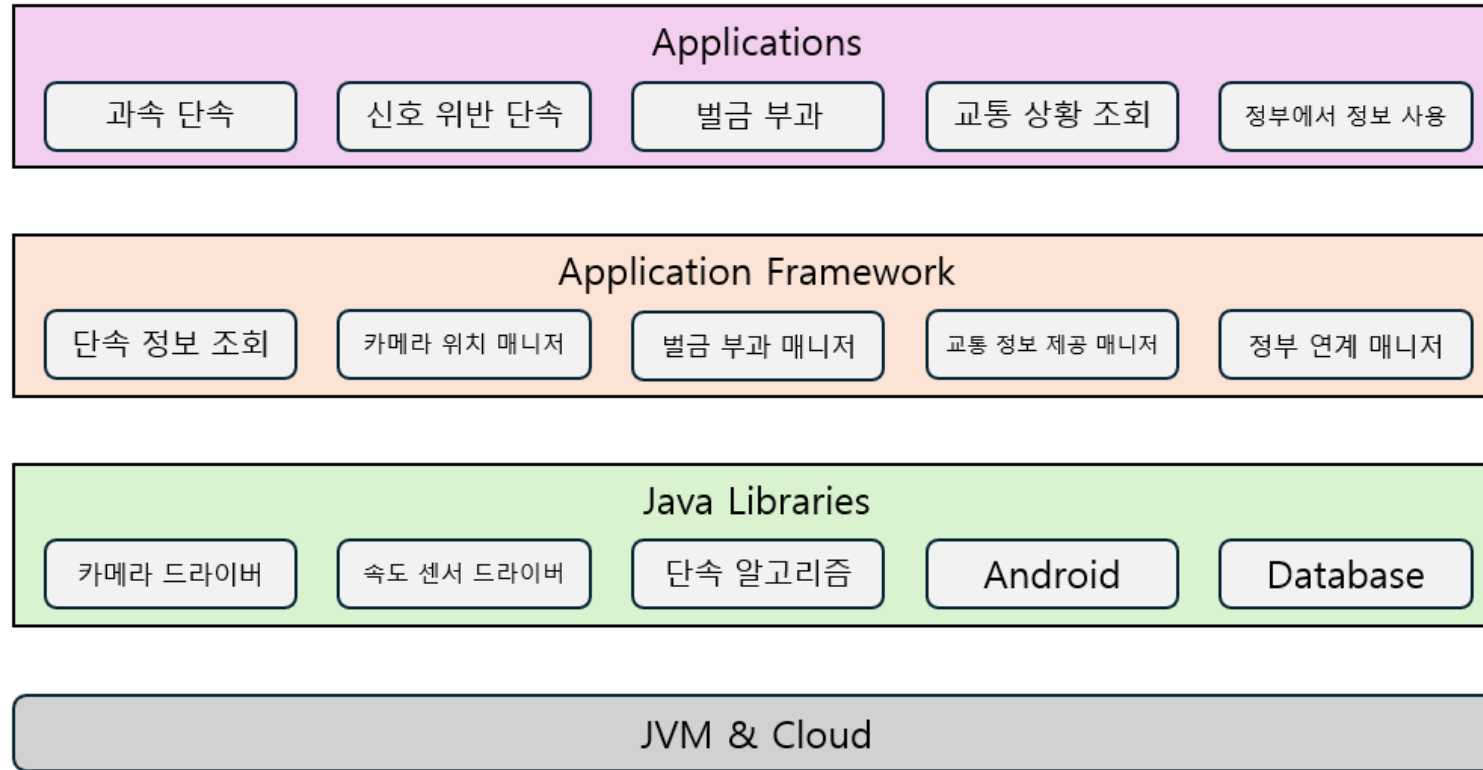 Applications
과속 단속
신호 위반 단속
벌금 부과
교통 상황 조회
정부에서 정보 사용
Application Framework
단속 정보 조회
카메라 위치 매니저
벌금 부과 매니저
교통 정보 제공 매니저
정부 연계 매니저
Java Libraries
카메라 드라이버
속도 센서 드라이버
단속 알고리즘
Android
Database
JVM & Cloud